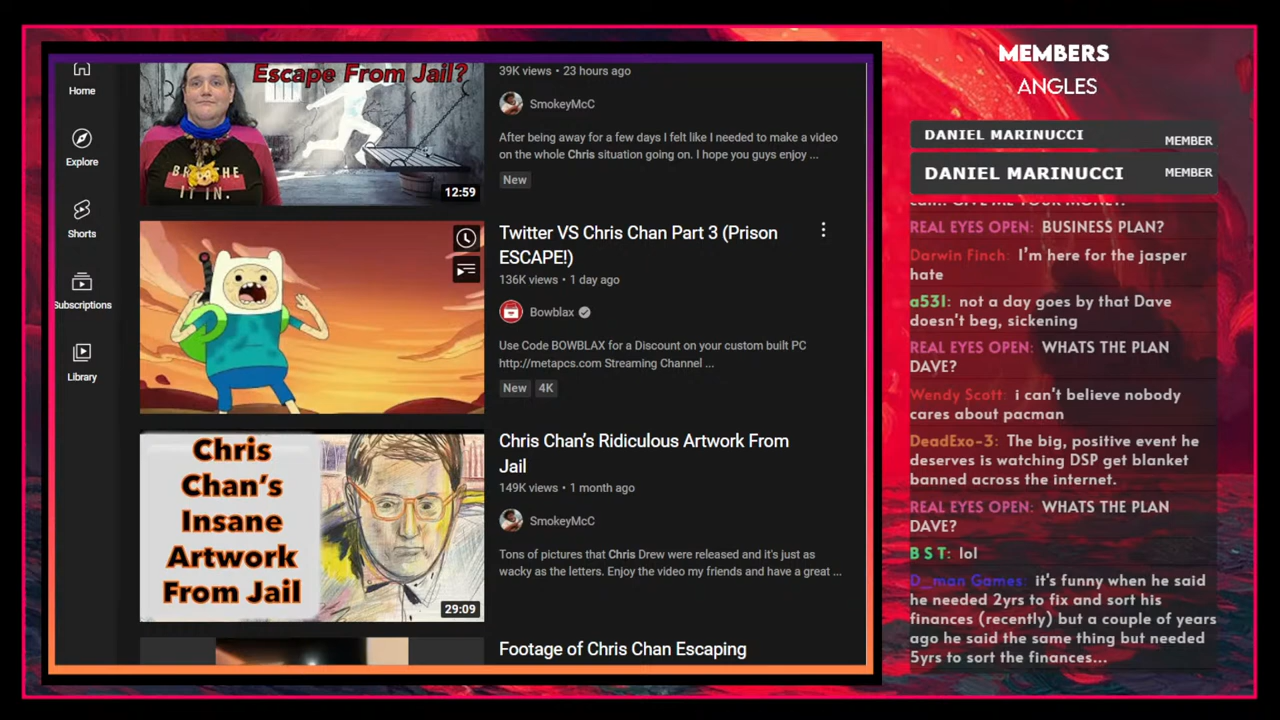 Home
Explore
Shorts
Subscriptions
Library
Escape From Jail?
BR THE
IT IN.
12:59
39K views • 23 hours ago
SmokeyMcC
After being away for a few days I felt like I needed to make a video
on the whole Chris situation going on. I hope you guys enjoy ...
New
Twitter VS Chris Chan Part 3 (Prison
ESCAPE!)
136K views • 1 day ago
Bowblax
Use Code BOWBLAX for a Discount on your custom built PC
http://metapcs.com Streaming Channel ...
New 4K
Chris
Chan's
Insane
Artwork
From Jail
29:09
Chris Chan's Ridiculous Artwork From
Jail
149K views • 1 month ago
SmokeyMcC
Tons of pictures that Chris Drew were released and it's just as
wacky as the letters. Enjoy the video my friends and have a great ...
Footage of Chris Chan Escaping
MEMBERS
ANGLES
DANIEL MARINUCCI MEMBER
DANIEL MARINUCCI MEMBER
GIVE ME YOUR MONEY.
REAL EYES OPEN: BUSINESS PLAN?
Darwin Finch: I'm here for the jasper
hate
a531: not a day goes by that Dave
doesn't beg, sickening
REAL EYES OPEN: WHATS THE PLAN
DAVE?
Wendy Scott: i can't believe nobody
cares about pacman
DeadExo-3: The big, positive event he
deserves is watching DSP get blanket
banned across the internet.
REAL EYES OPEN: WHATS THE PLAN
DAVE?
B S T: lol
D_man Games: it's funny when he said
he needed 2yrs to fix and sort his
finances (recently) but a couple of years
ago he said the same thing but needed
5yrs to sort the finances...